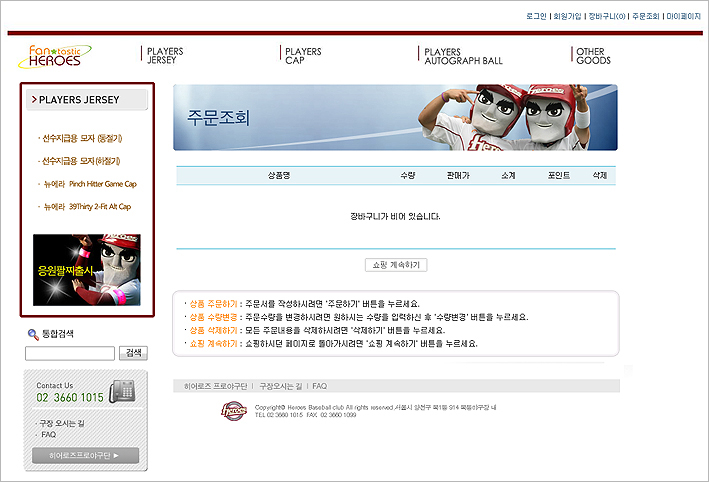 로그인 | 회원가입 | 장바구니(0) | 주문조회 | 마이페이지
Fan★tastic
HEROES
PLAYERS
JERSEY
PLAYERS
CAP
PLAYERS
AUTOGRAPH BALL
OTHER
GOODS
PLAYERS JERSEY
· 선수지급용 모자 (동절기)
· 선수지급용 모자 (하절기)
· 뉴에라 Pinch Hitter Game Cap
· 뉴에라 39Thirty 2-Fit Alt Cap
응원팔찌출시
통합검색
검색
Contact Us
02 3660 1015
· 구장 오시는 길
· FAQ
히어로즈프로야구단 ▶
주문조회
Heroes
상품명 수량 판매가 소계 포인트 삭제
장바구니가 비어 있습니다.
쇼핑 계속하기
· 상품 주문하기 : 주문서를 작성하시려면 '주문하기' 버튼을 누르세요.
· 상품 수량변경 : 주문수량을 변경하시려면 원하시는 수량을 입력하신 후 '수량변경' 버튼을 누르세요.
· 상품 삭제하기 : 모든 주문내용을 삭제하시려면 '삭제하기' 버튼을 누르세요.
· 쇼핑 계속하기 : 쇼핑하시던 페이지로 돌아가시려면 '쇼핑 계속하기' 버튼을 누르세요.
히어로즈 프로야구단 | 구장오시는 길 | FAQ
Heroes
Copyright© Heroes Baseball club All rights reserved.서울시 양천구 목1동 914 목동야구장 내
TEL 02 3660 1015 FAX 02 3660 1099